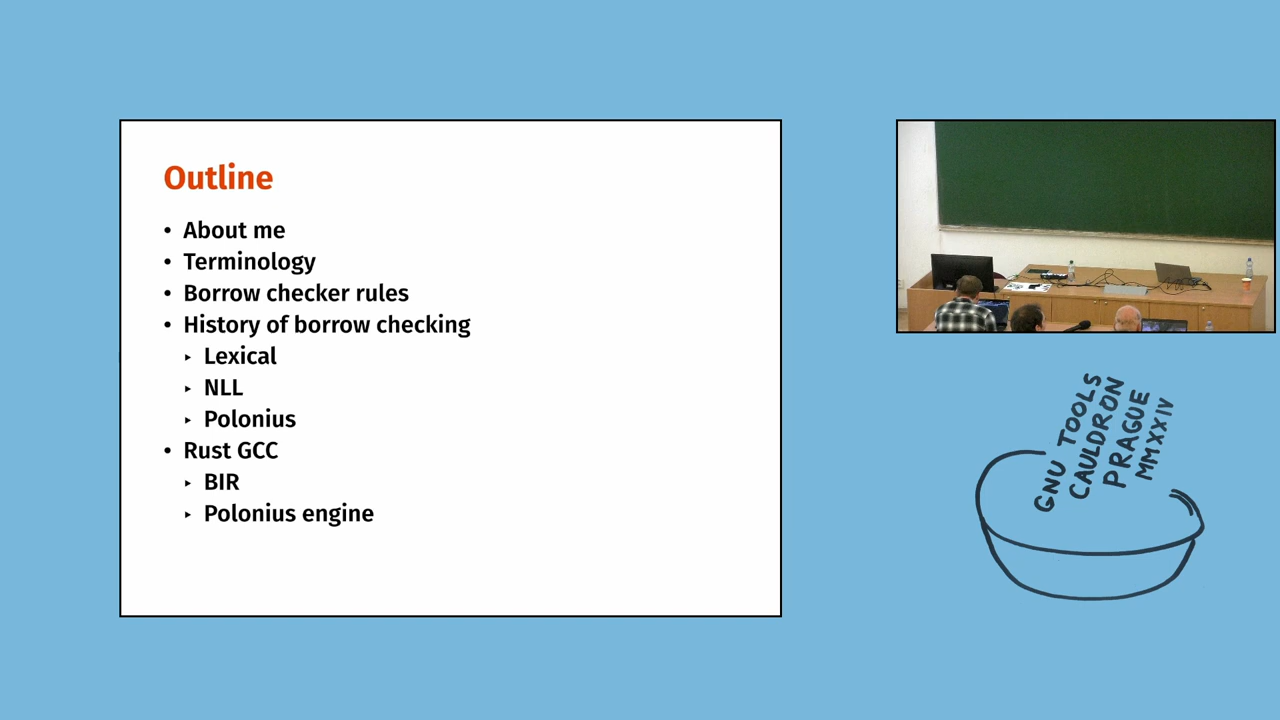 Outline
• About me
• Terminology
• Borrow checker rules
• History of borrow checking
‣ Lexical
‣ NLL
‣ Polonius
• Rust GCC
‣ BIR
‣ Polonius engine
GNU TOOLS
CAULDRON
PRAGUE
MMXXIV